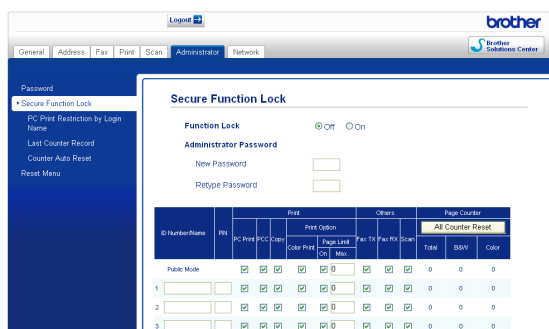 Logout
brother
General Address Fax Print Scan Administrator Network
Brother Solutions Center
Password
Secure Function Lock
PC Print Restriction by Login Name
Last Counter Record
Counter Auto Reset
Reset Menu
Secure Function Lock
Function Lock Off On
Administrator Password
New Password
Retype Password
Print Others Page Counter
ID Number/Name PIN PC Print PCC Copy Print Option Fax TX Fax RX Scan All Counter Reset
Color Print Page Limit Total B&W Color
On Max.
Public Mode 0 0 0 0
1 0 0 0 0
2 0 0 0 0
3 0 0 0 0